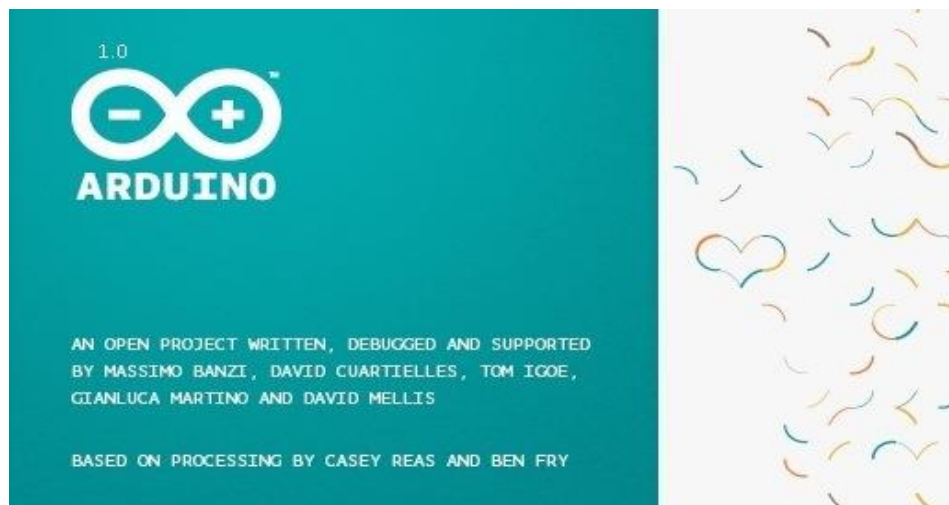 1.0
TM
ARDUINO
AN OPEN PROJECT WRITTEN, DEBUGGED AND SUPPORTED
BY MASSIMO BANZI, DAVID CUARTIELLES, TOM IGOE,
GIANLUCA MARTINO AND DAVID MELLIS
BASED ON PROCESSING BY CASEY REAS AND BEN FRY